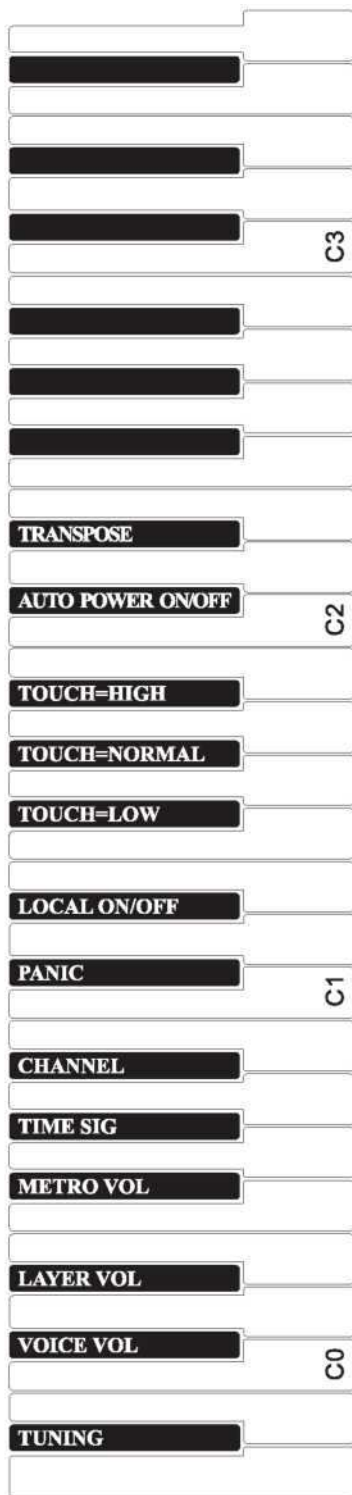 C3
TRANSPOSE
AUTO POWER ON/OFF
C2
TOUCH=HIGH
TOUCH=NORMAL
TOUCH=LOW
LOCAL ON/OFF
PANIC
C1
CHANNEL
TIME SIG
METRO VOL
LAYER VOL
VOICE VOL
C0
TUNING